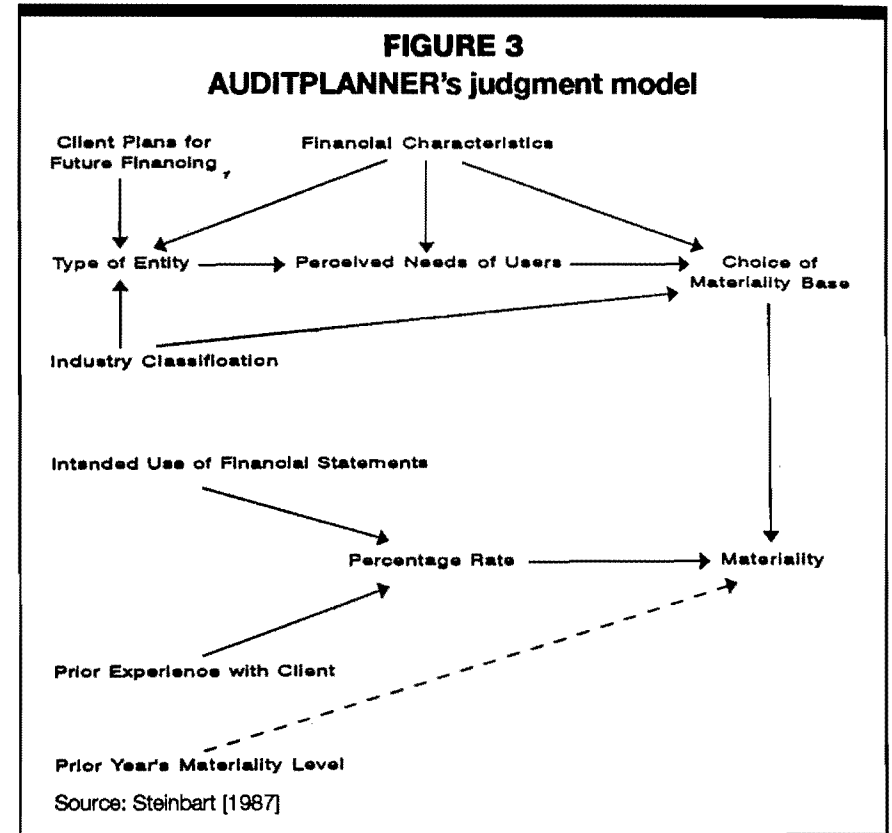 FIGURE 3
AUDITPLANNER's judgment model
Client Plans for
Future Financing
Financial Characteristics
Type of Entity
Perceived Needs of Users
Choice of
Materiality Base
Industry Classification
Intended Use of Financial Statements
Percentage Rate
Materiality
Prior Experience with Client
Prior Year's Materiality Level
Source: Steinbart [1987]